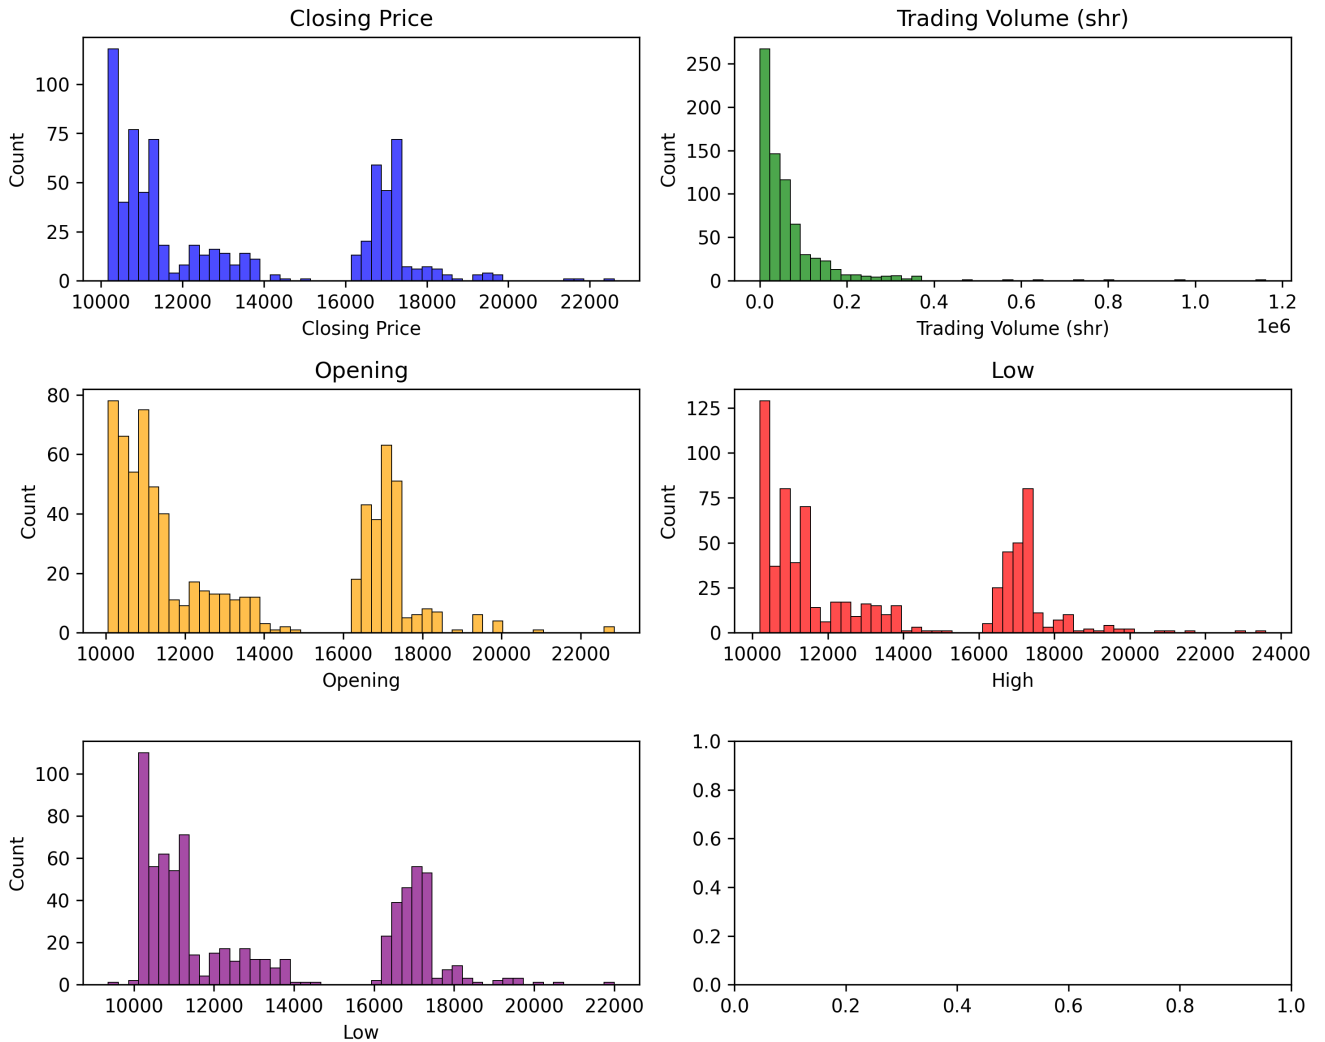 Closing Price
Count
100
75
50
25
0
10000 12000 14000 16000 18000 20000 22000
Closing Price
Trading Volume (shr)
Count
250
200
150
100
50
0
0.0 0.2 0.4 0.6 0.8 1.0 1.2
1e6
Trading Volume (shr)
Opening
Count
80
60
40
20
0
10000 12000 14000 16000 18000 20000 22000
Opening
Low
Count
125
100
75
50
25
0
10000 12000 14000 16000 18000 20000 22000 24000
High
Count
100
80
60
40
20
0
10000 12000 14000 16000 18000 20000 22000
Low
1.0
0.8
0.6
0.4
0.2
0.0
0.0 0.2 0.4 0.6 0.8 1.0